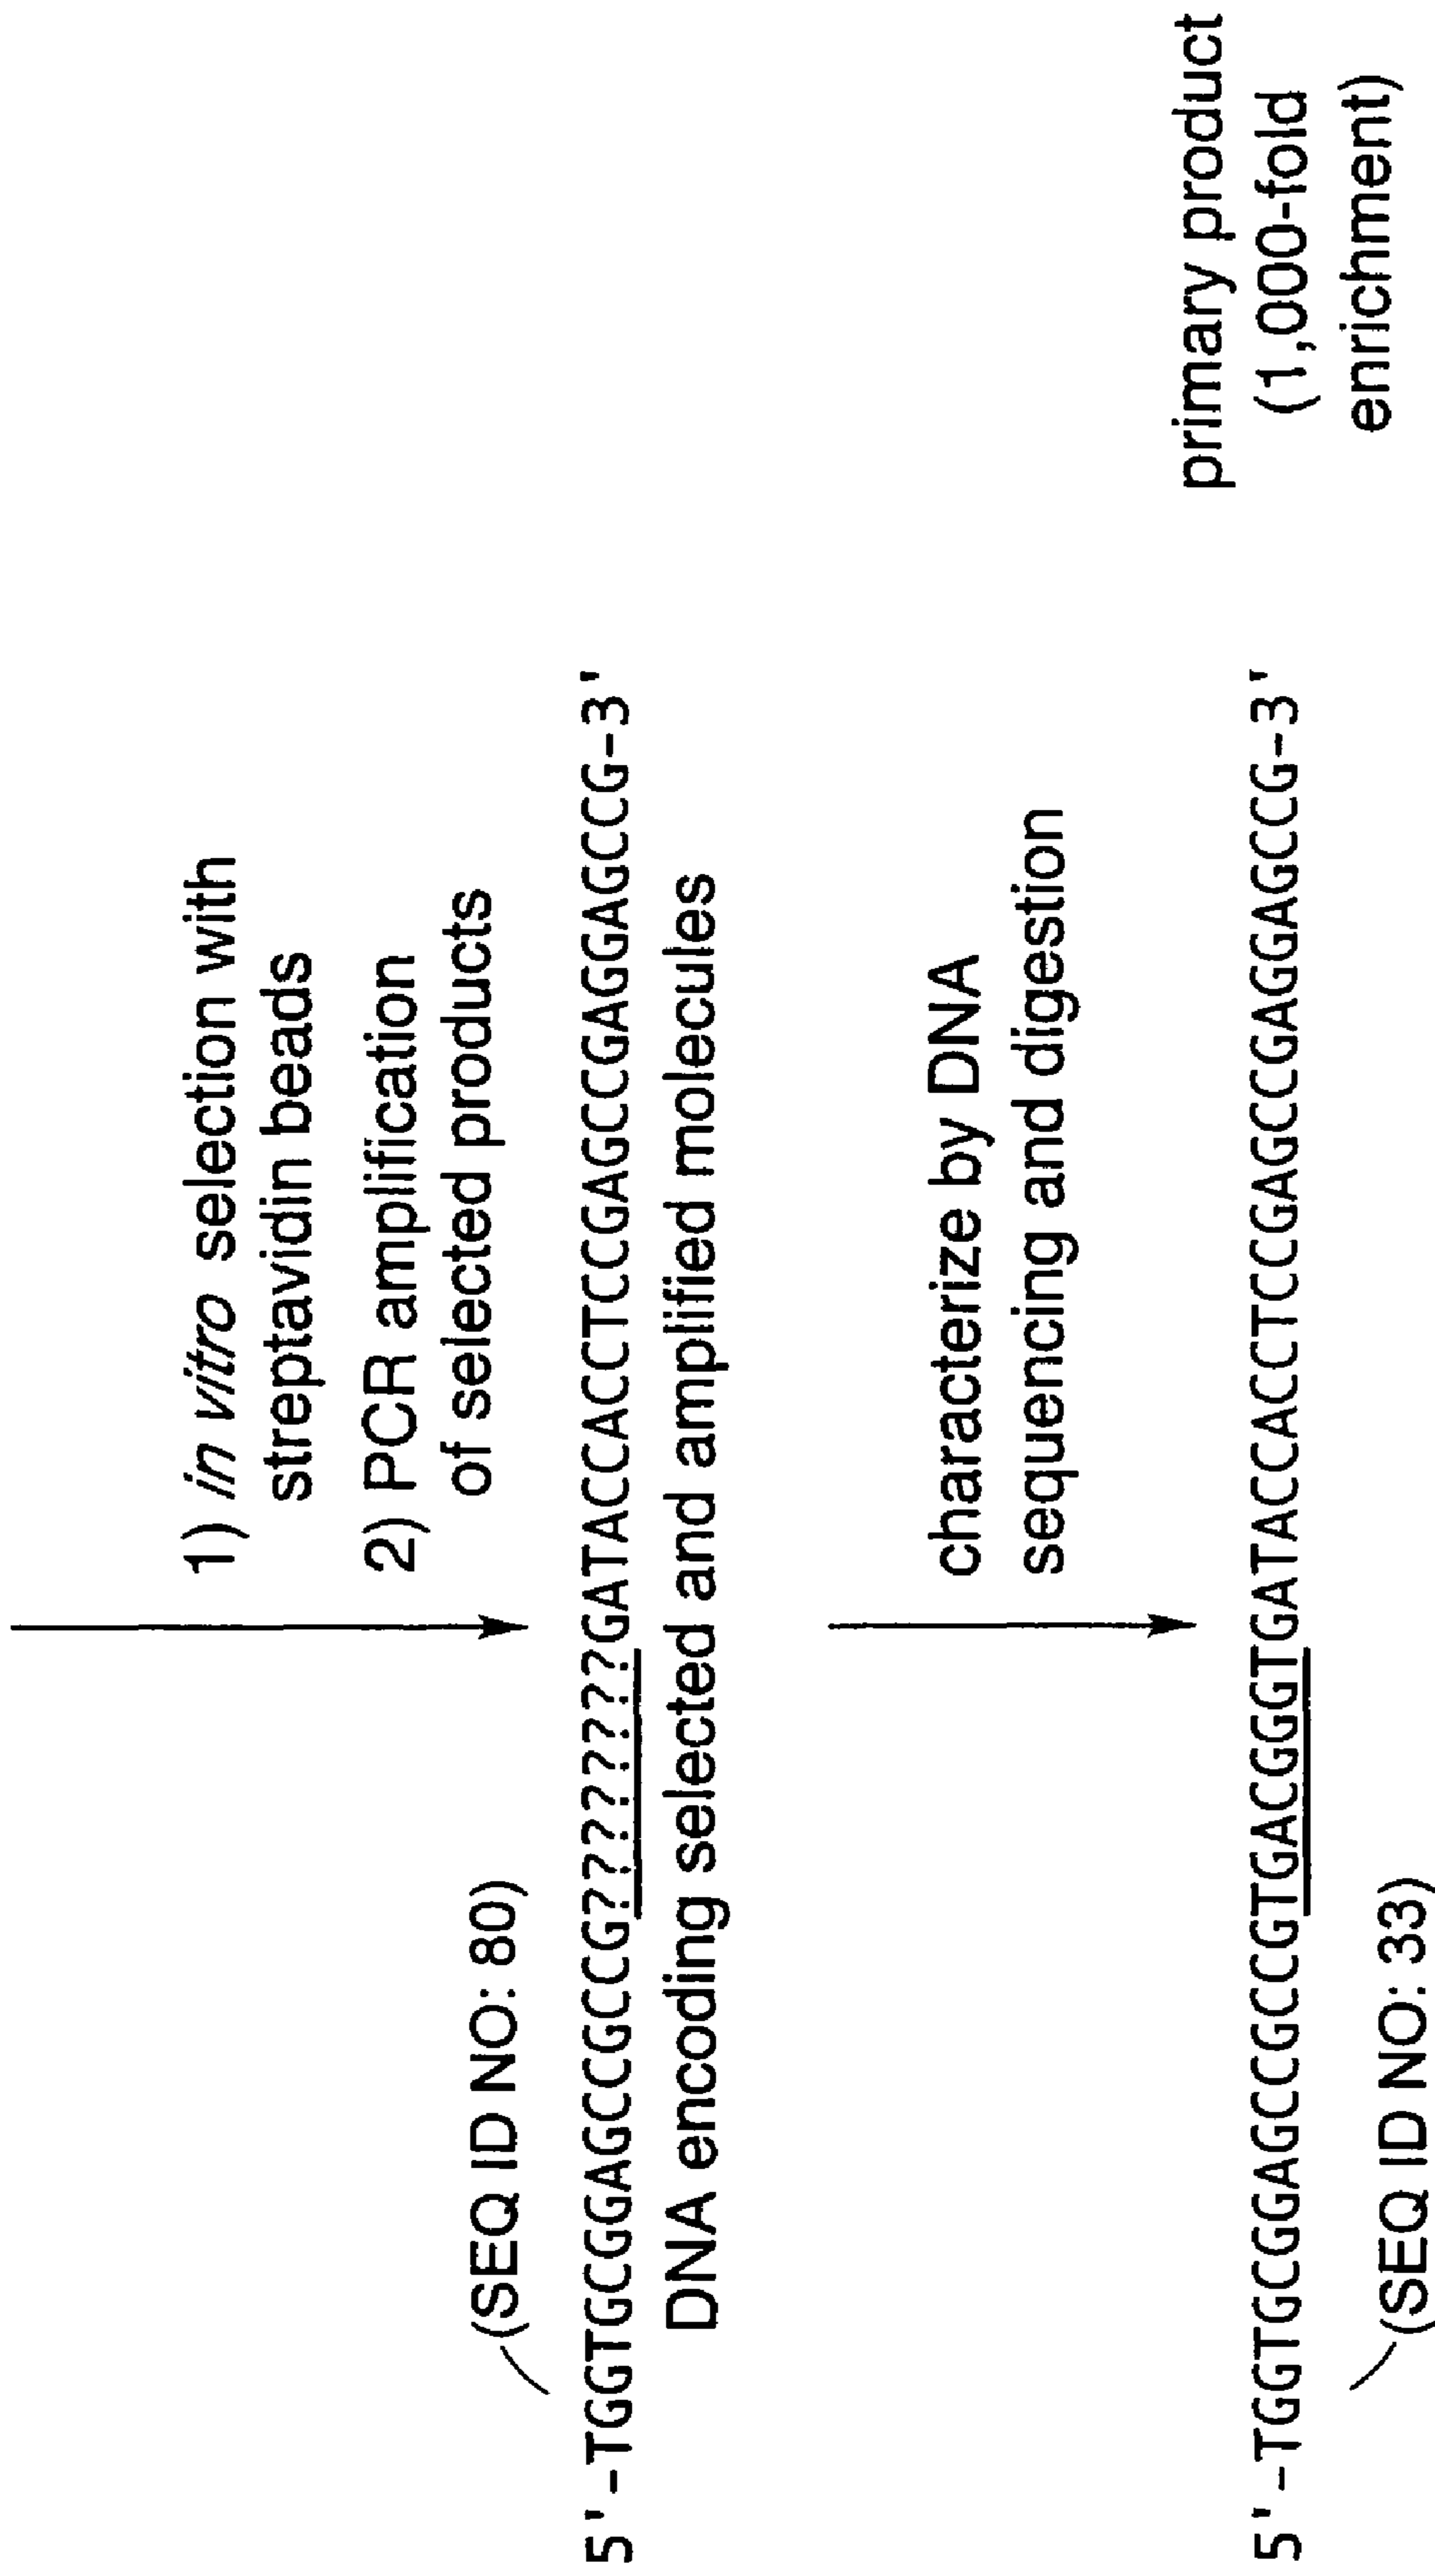 1) in vitro selection with
streptavidin beads
2) PCR amplification
of selected products
(SEQ ID NO: 80)
5'-TGGTGCGGAGCCGCCG????????GATACCACCTCCGAGCCGAGGAGCCG-3'
DNA encoding selected and amplified molecules
characterize by DNA
sequencing and digestion
primary product
(1,000-fold
enrichment)
5'-TGGTGCGGAGCCGCCGTGACGGGTGATACCACCTCCGAGCCGAGGAGCCG-3'
(SEQ ID NO: 33)